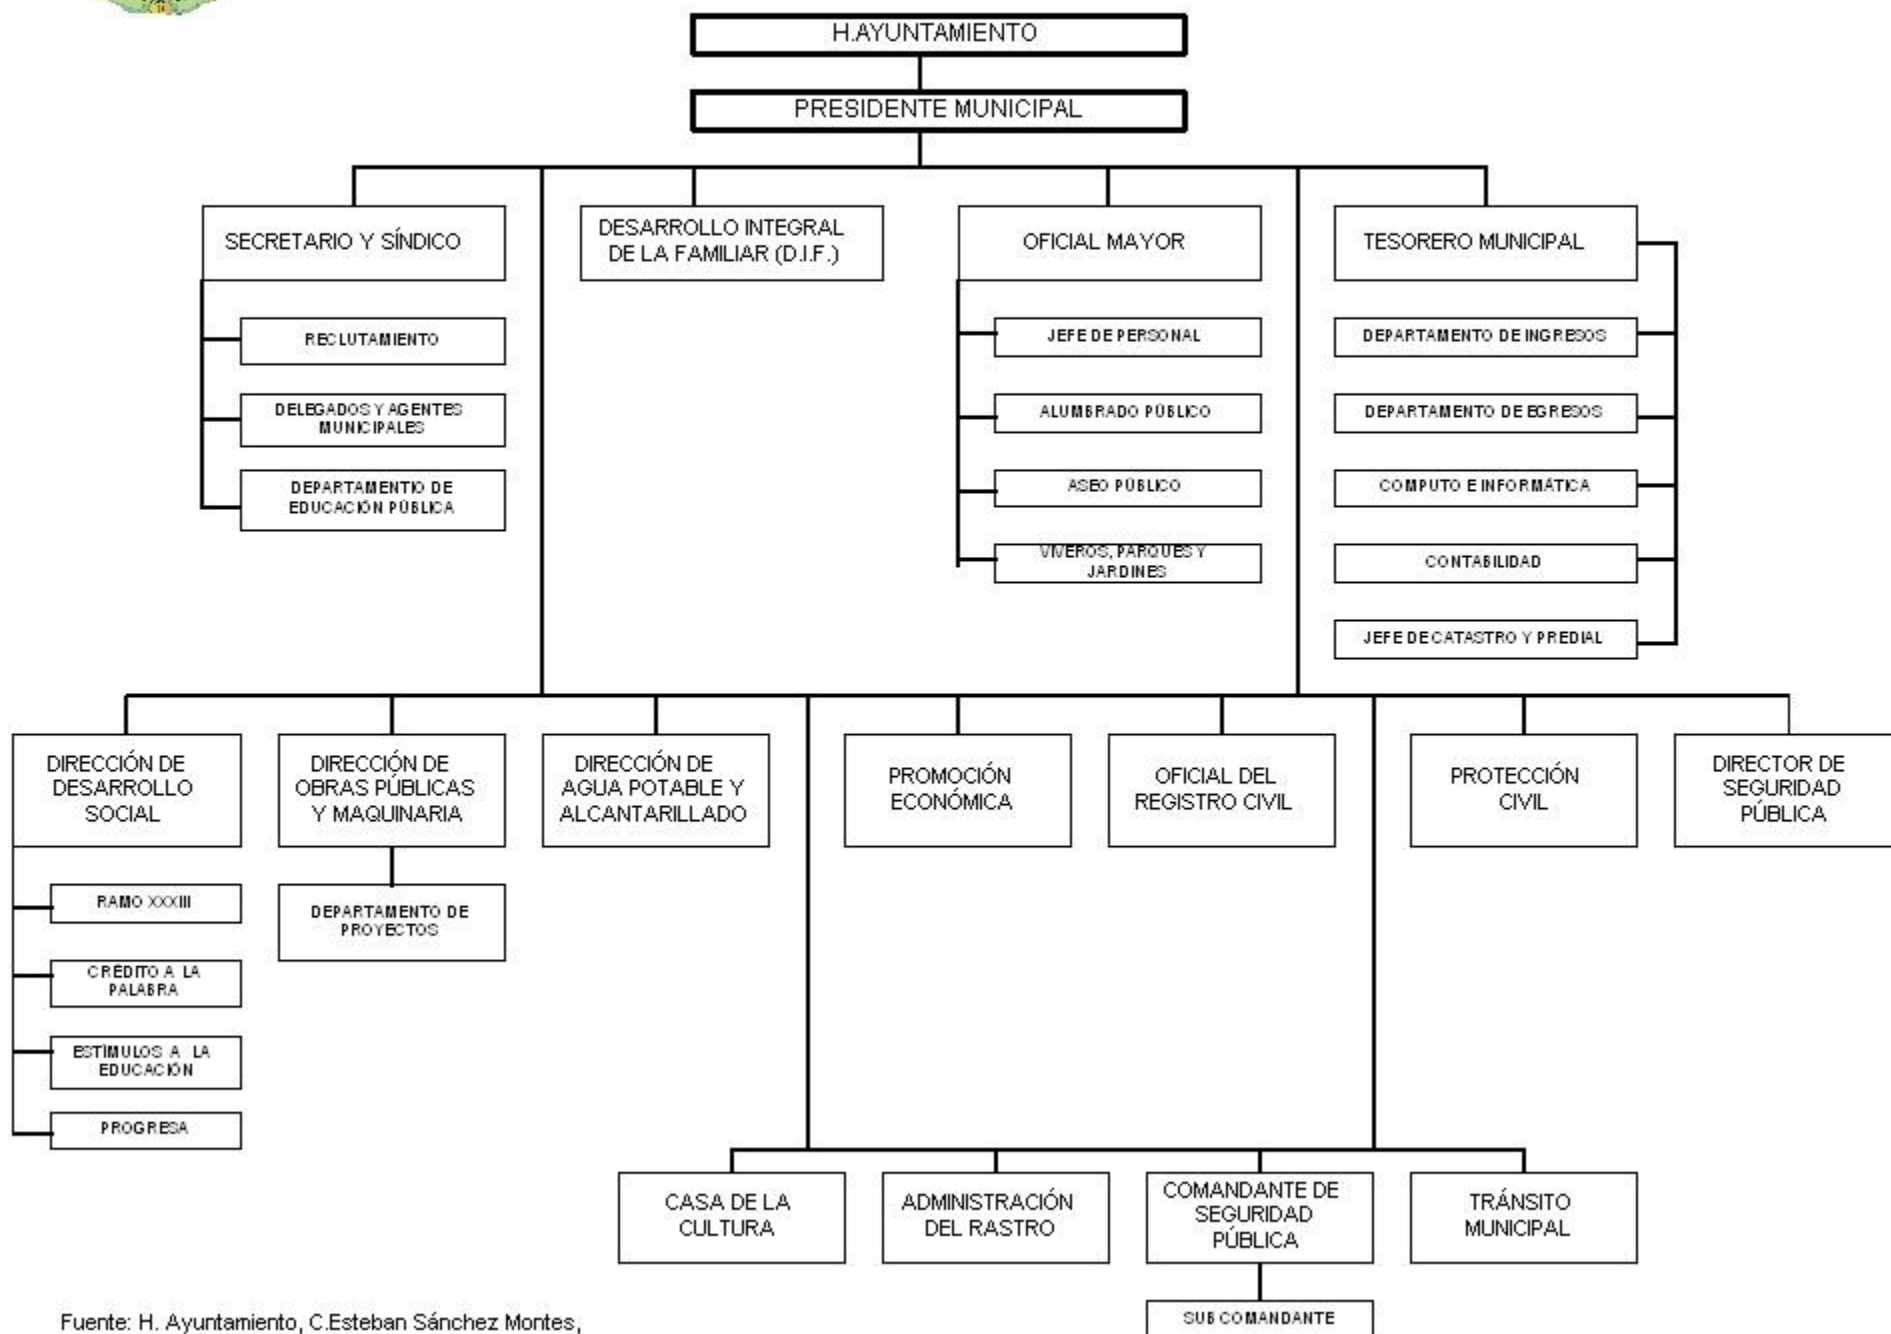 H.AYUNTAMIENTO
PRESIDENTE MUNICIPAL
SECRETARIO Y SÍNDICO
RECLUTAMIENTO
DELEGADOS Y AGENTES
MUNICIPALES
DEPARTAMENTIO DE
EDUCACIÓN PÚBLICA
DESARROLLO INTEGRAL
DE LA FAMILIAR (D.I.F.)
OFICIAL MAYOR
JEFE DE PERSONAL
ALUMBRADO PÚBLICO
ASEO PÚBLICO
VIVEROS, PARQUES Y
JARDINES
TESORERO MUNICIPAL
DEPARTAMENTO DE INGRESOS
DEPARTAMENTO DE EGRESOS
COMPUTO E INFORMÁTICA
CONTABILIDAD
JEFE DE CATASTRO Y PREDIAL
DIRECCIÓN DE
DESARROLLO
SOCIAL
RAMO XXXIII
CRÉDITO A LA
PALABRA
ESTÍMULOS A LA
EDUCACIÓN
PROGRESA
DIRECCIÓN DE
OBRAS PÚBLICAS
Y MAQUINARIA
DEPARTAMENTO DE
PROYECTOS
DIRECCIÓN DE
AGUA POTABLE Y
ALCANTARILLADO
PROMOCIÓN
ECONÓMICA
OFICIAL DEL
REGISTRO CIVIL
PROTECCIÓN
CIVIL
DIRECTOR DE
SEGURIDAD
PÚBLICA
CASA DE LA
CULTURA
ADMINISTRACIÓN
DEL RASTRO
COMANDANTE DE
SEGURIDAD
PÚBLICA
SUB COMANDANTE
TRÁNSITO
MUNICIPAL
Fuente: H. Ayuntamiento, C.Esteban Sánchez Montes,